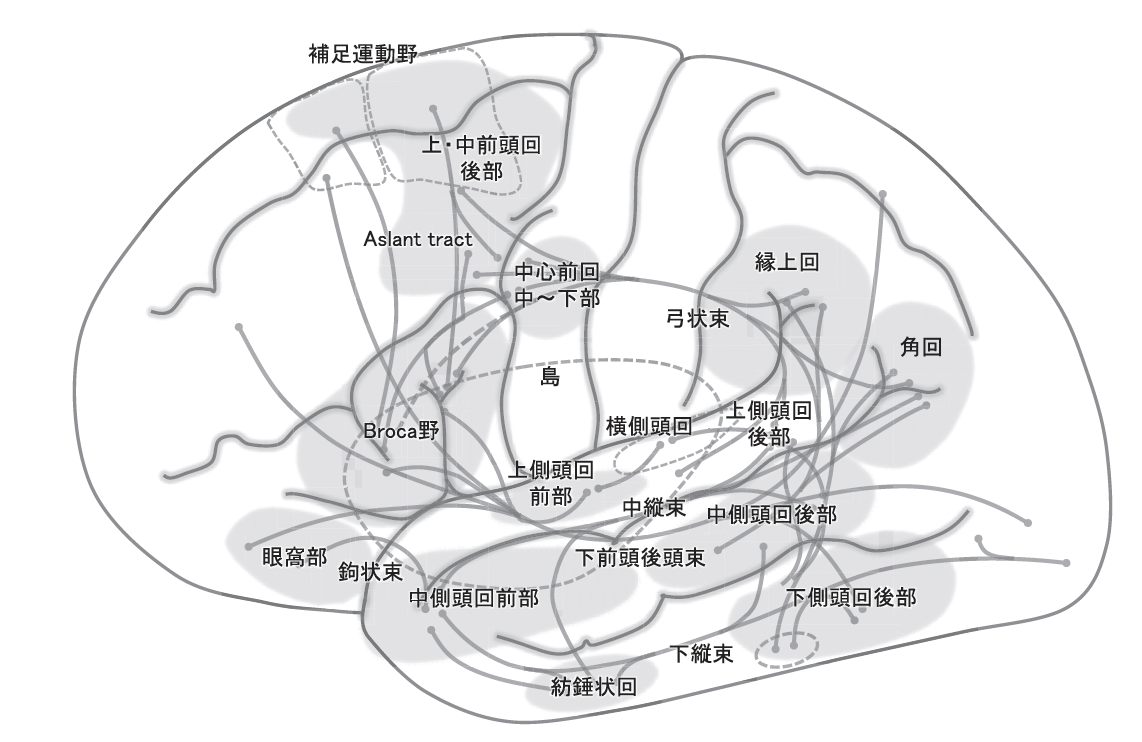 補足運動野
上・中前頭回
後部
Aslant tract
中心前回
中～下部
縁上回
弓状束
角回
島
Broca野
横側頭回
上側頭回
後部
上側頭回
前部
中縦束
中側頭回後部
眼窩部
鉤状束
下前頭後頭束
中側頭回前部
下側頭回後部
下縦束
紡錘状回